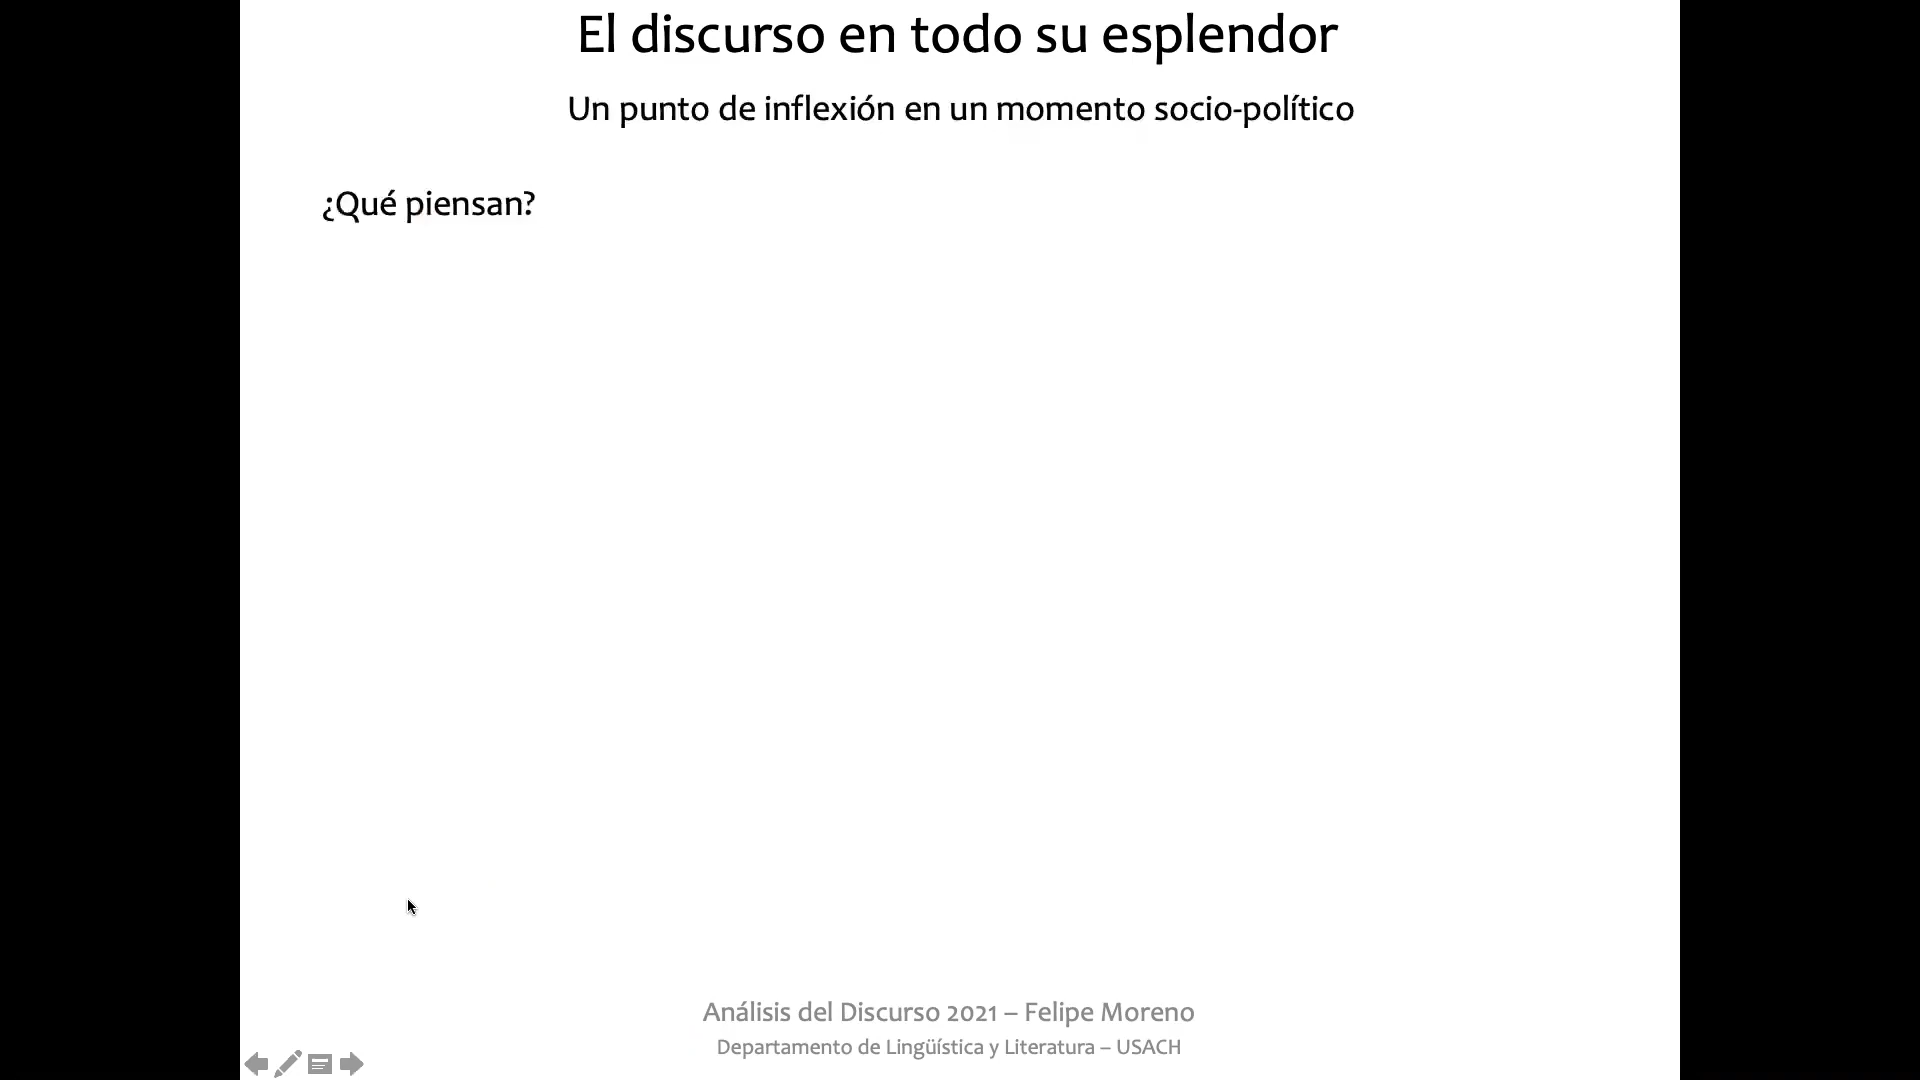 El discurso en todo su esplendor
Un punto de inflexión en un momento socio-político
¿Qué piensan?
Análisis del Discurso 2021 – Felipe Moreno
Departamento de Lingüística y Literatura – USACH